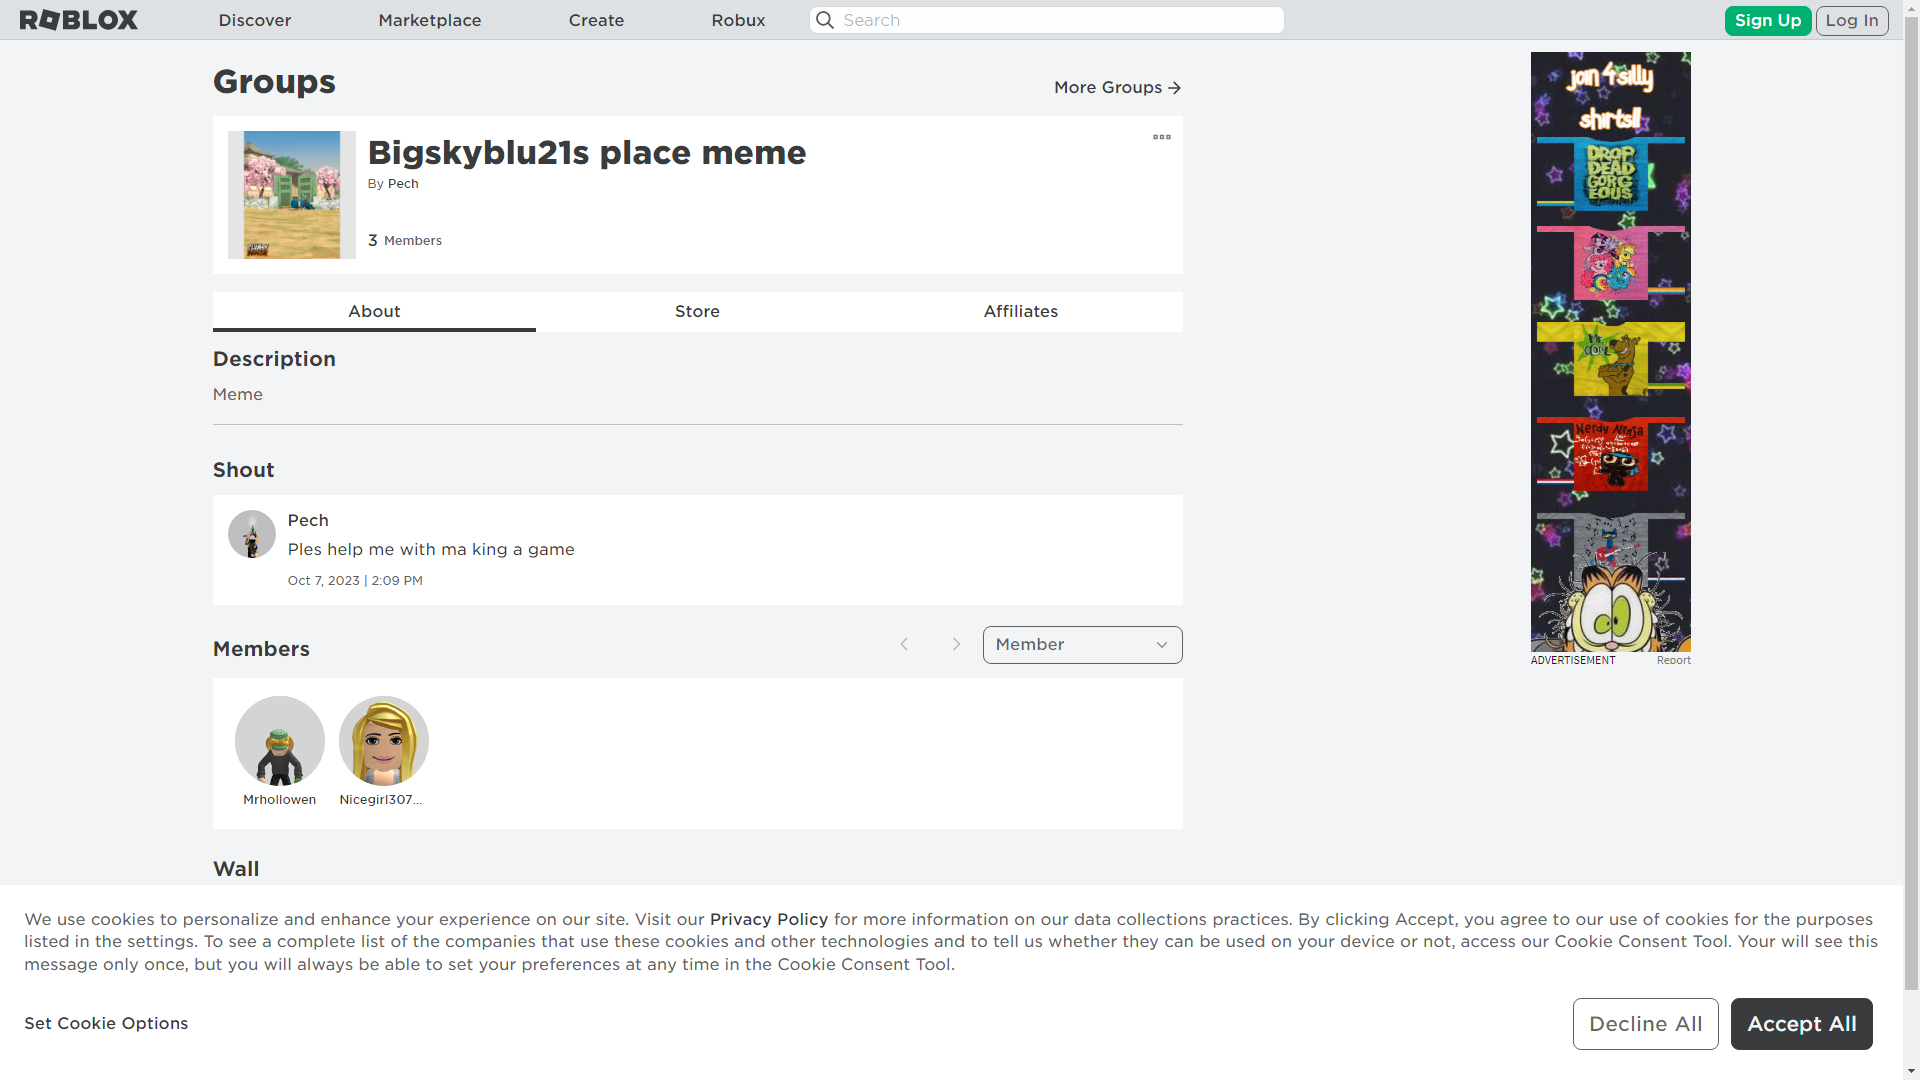 ROBLOX
Discover
Marketplace
Create
Robux
Search
Sign Up
Log In
Groups
More Groups
Bigskyblu21s place meme
By Pech
3 Members
About
Store
Affiliates
Description
Meme
Shout
Pech
Ples help me with ma king a game
Oct 7, 2023 | 2:09 PM
Members
Member
Mrhollowen
Nicegirl307...
Wall
join 4 silly
shirts!!
DROP
DEAD
GORG
EOUS
Nerdy Ninja
ADVERTISEMENT
Report
We use cookies to personalize and enhance your experience on our site. Visit our Privacy Policy for more information on our data collections practices. By clicking Accept, you agree to our use of cookies for the purposes
listed in the settings. To see a complete list of the companies that use these cookies and other technologies and to tell us whether they can be used on your device or not, access our Cookie Consent Tool. Your will see this
message only once, but you will always be able to set your preferences at any time in the Cookie Consent Tool.
Set Cookie Options
Decline All
Accept All